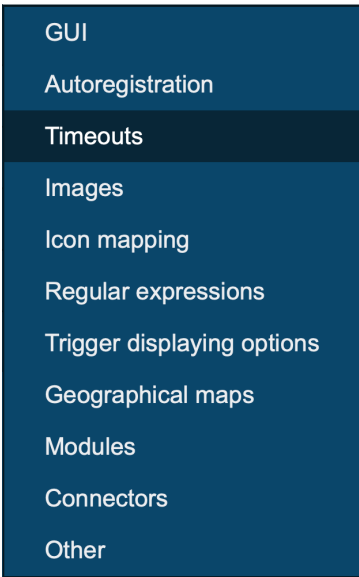 GUI
Autoregistration
Timeouts
Images
Icon mapping
Regular expressions
Trigger displaying options
Geographical maps
Modules
Connectors
Other